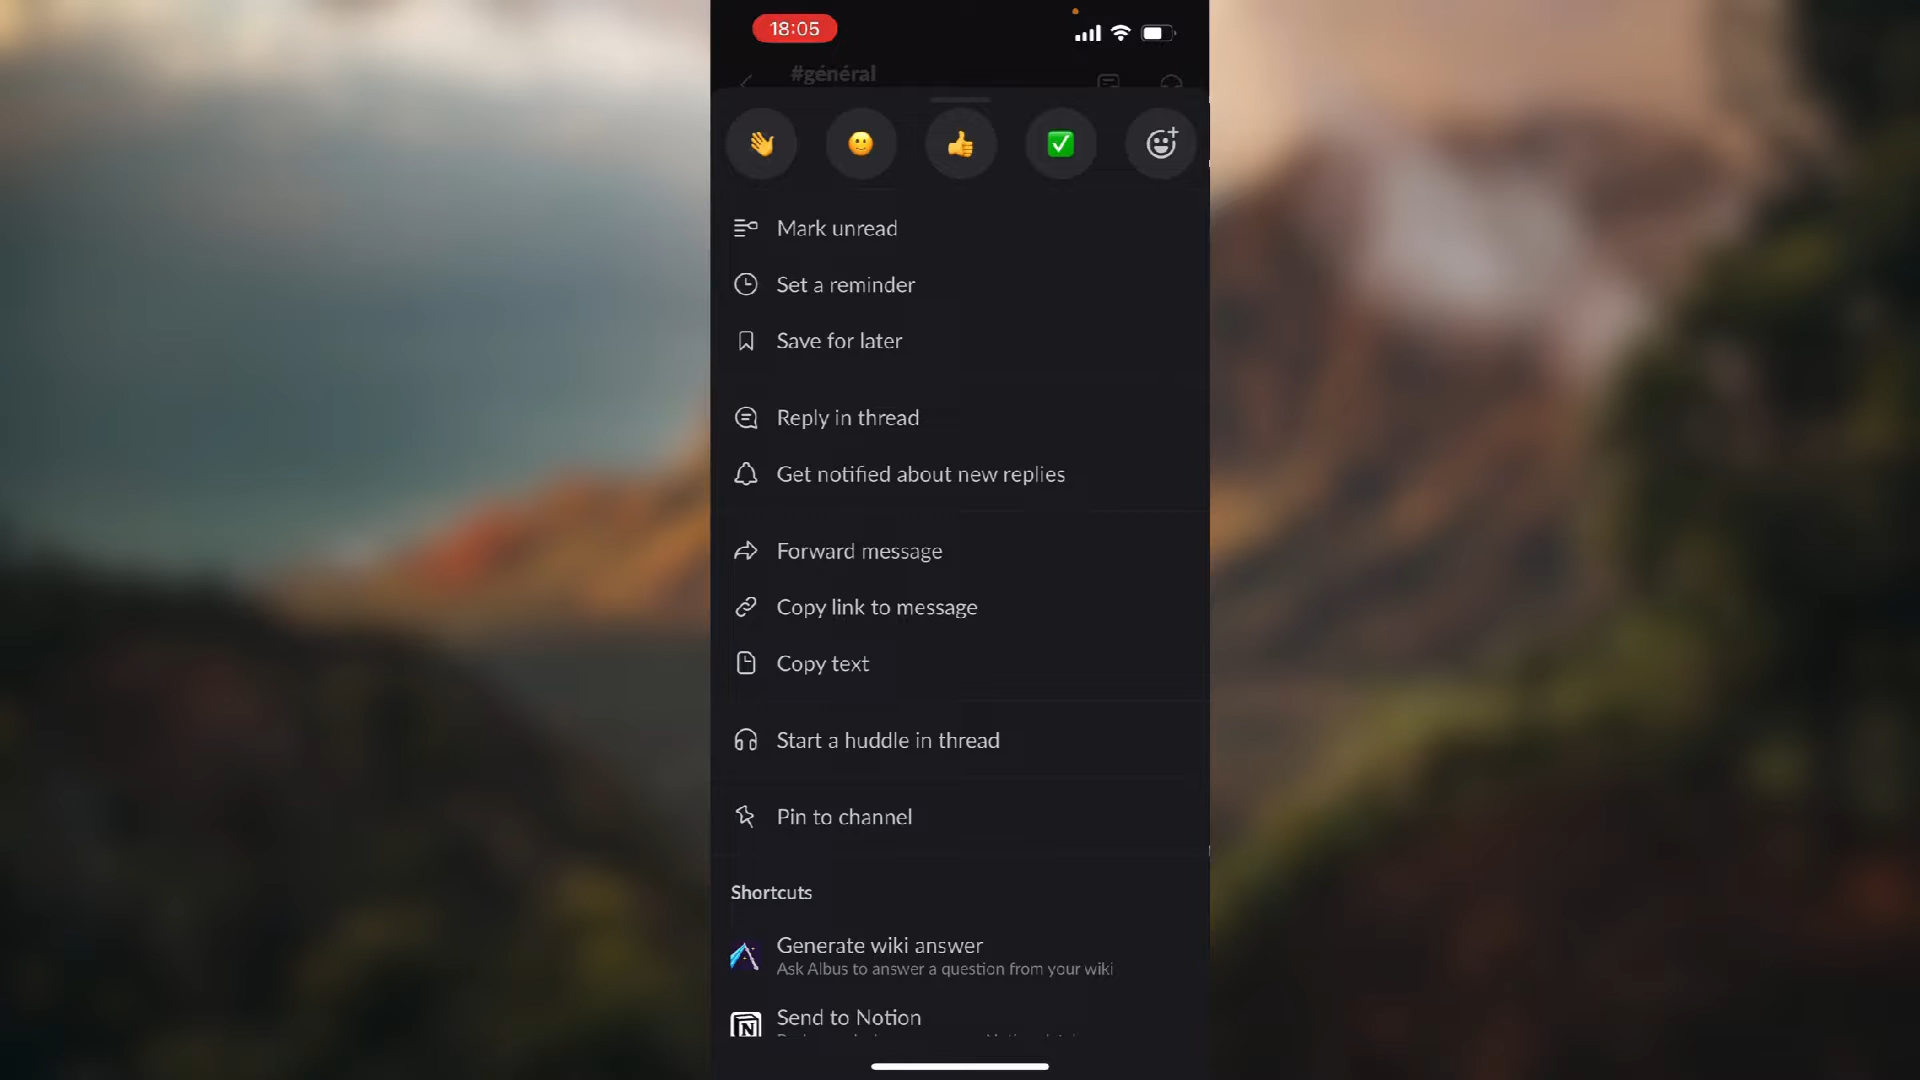 18:05
#général
Mark unread
Set a reminder
Save for later
Reply in thread
Get notified about new replies
Forward message
Copy link to message
Copy text
Start a huddle in thread
Pin to channel
Shortcuts
Generate wiki answer
Ask Albus to answer a question from your wiki
Send to Notion